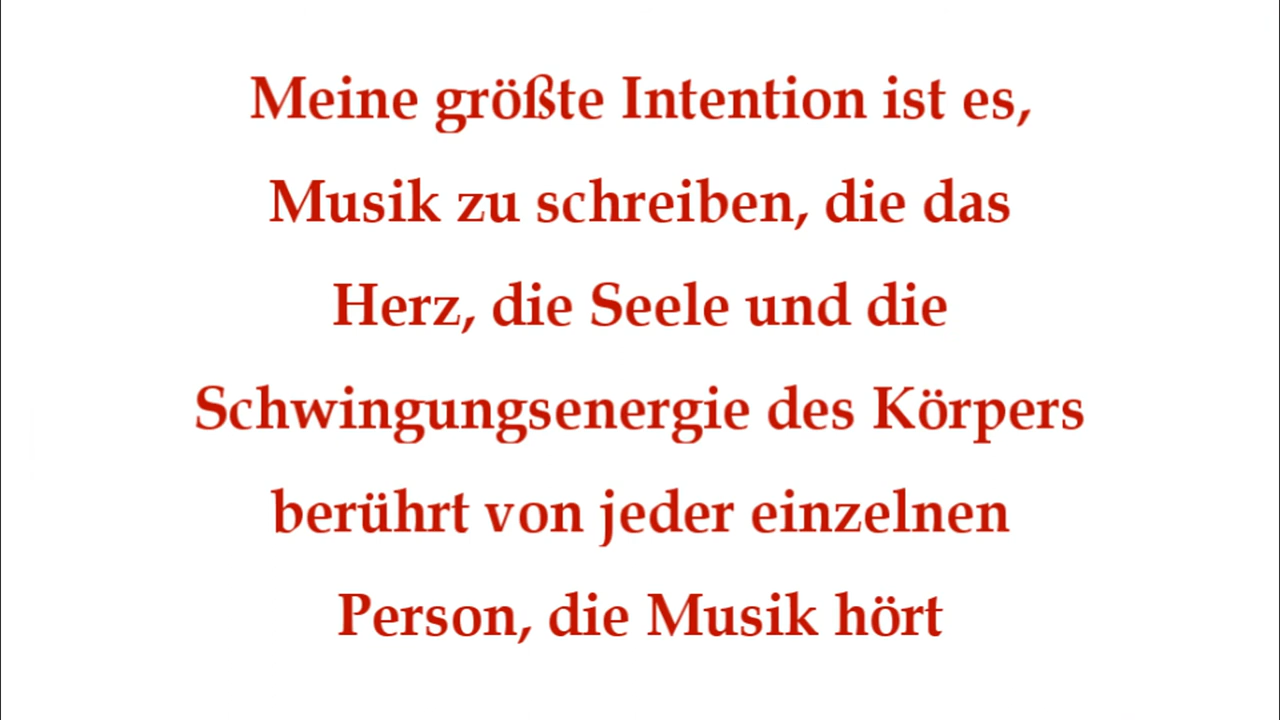 Meine größte Intention ist es,
Musik zu schreiben, die das
Herz, die Seele und die
Schwingungsenergie des Körpers
berührt von jeder einzelnen
Person, die Musik hört